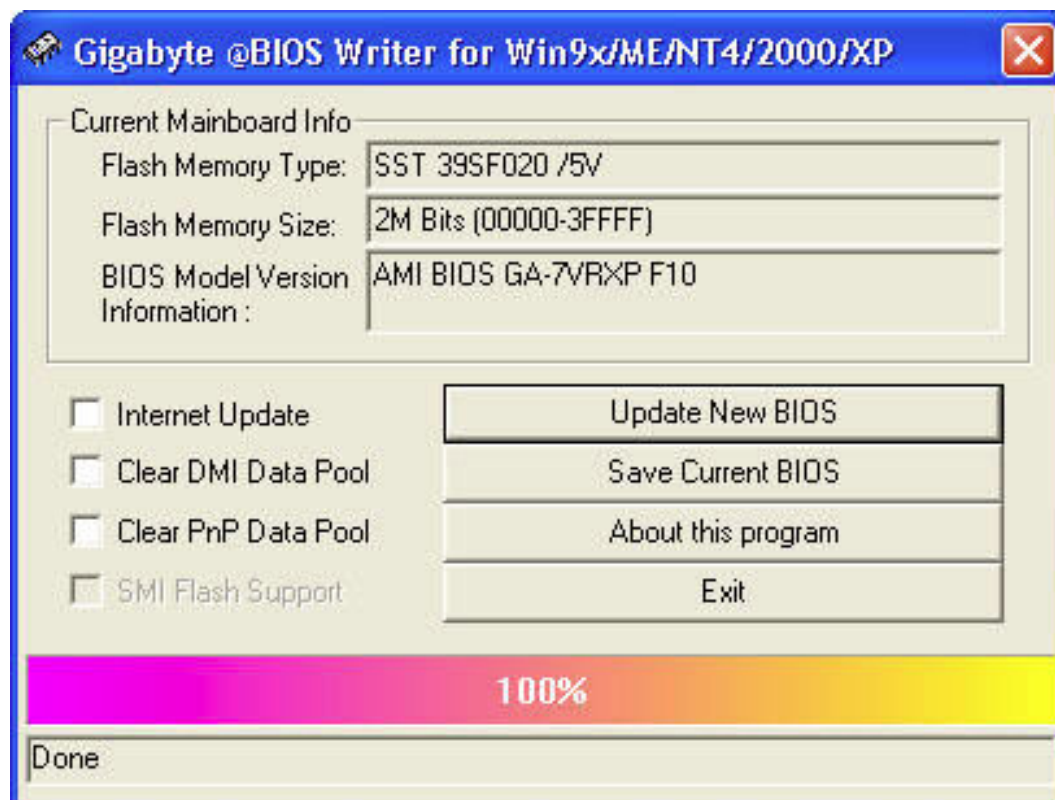 Gigabyte @BIOS Writer for Win9x/ME/NT4/2000/XP
Current Mainboard Info
Flash Memory Type: SST 39SF020 /5V
Flash Memory Size: 2M Bits (00000-3FFFF)
BIOS Model Version AMI BIOS GA-7VRXP F10
Information :
Internet Update Update New BIOS
Clear DMI Data Pool Save Current BIOS
Clear PnP Data Pool About this program
SMI Flash Support Exit
100%
Done